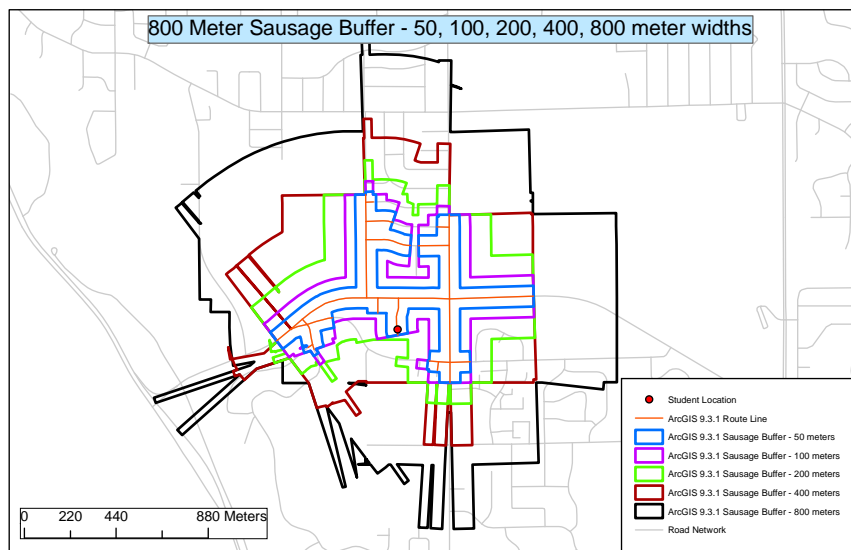 800 Meter Sausage Buffer - 50, 100, 200, 400, 800 meter widths
Student Location
ArcGIS 9.3.1 Route Line
ArcGIS 9.3.1 Sausage Buffer - 50 meters
ArcGIS 9.3.1 Sausage Buffer - 100 meters
ArcGIS 9.3.1 Sausage Buffer - 200 meters
ArcGIS 9.3.1 Sausage Buffer - 400 meters
ArcGIS 9.3.1 Sausage Buffer - 800 meters
Road Network
0 220 440 880 Meters